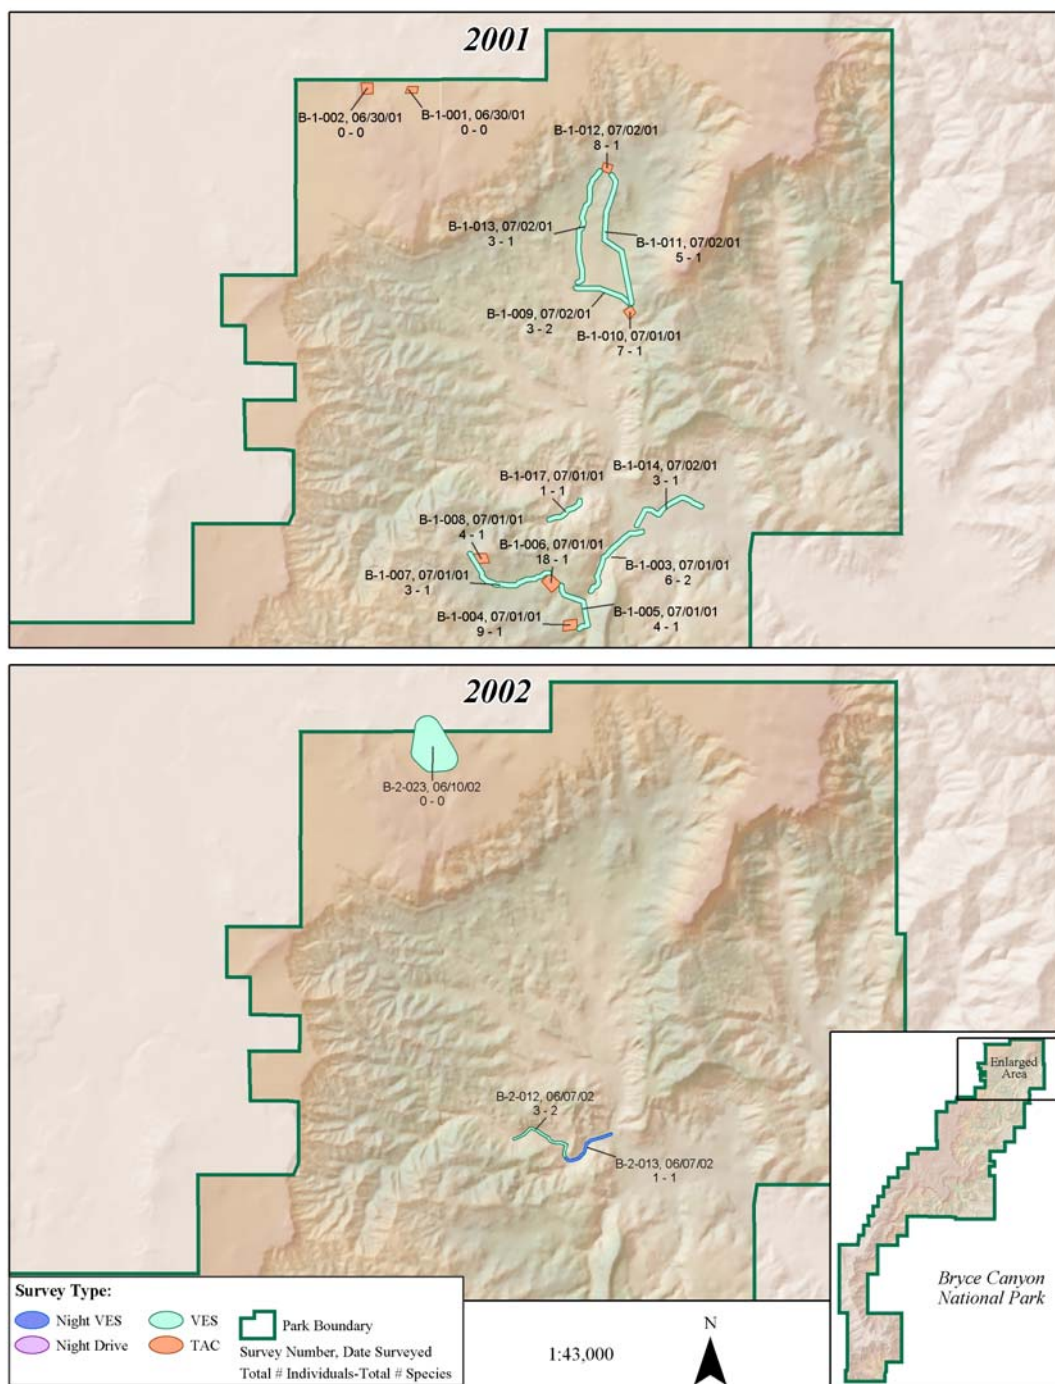 2001
B-1-002, 06/30/01
0 - 0
B-1-001, 06/30/01
0 - 0
B-1-012, 07/02/01
8 - 1
B-1-013, 07/02/01
3 - 1
B-1-011, 07/02/01
5 - 1
B-1-009, 07/02/01
3 - 2
B-1-010, 07/01/01
7 - 1
B-1-014, 07/02/01
3 - 1
B-1-017, 07/01/01
1 - 1
B-1-008, 07/01/01
4 - 1
B-1-006, 07/01/01
18 - 1
B-1-003, 07/01/01
6 - 2
B-1-007, 07/01/01
3 - 1
B-1-005, 07/01/01
4 - 1
B-1-004, 07/01/01
9 - 1
2002
B-2-023, 06/10/02
0 - 0
B-2-012, 06/07/02
3 - 2
B-2-013, 06/07/02
1 - 1
Enlarged
Area
Bryce Canyon
National Park
Survey Type:
Night VES
VES
Night Drive
TAC
Park Boundary
Survey Number, Date Surveyed
Total # Individuals-Total # Species
1:43,000
N